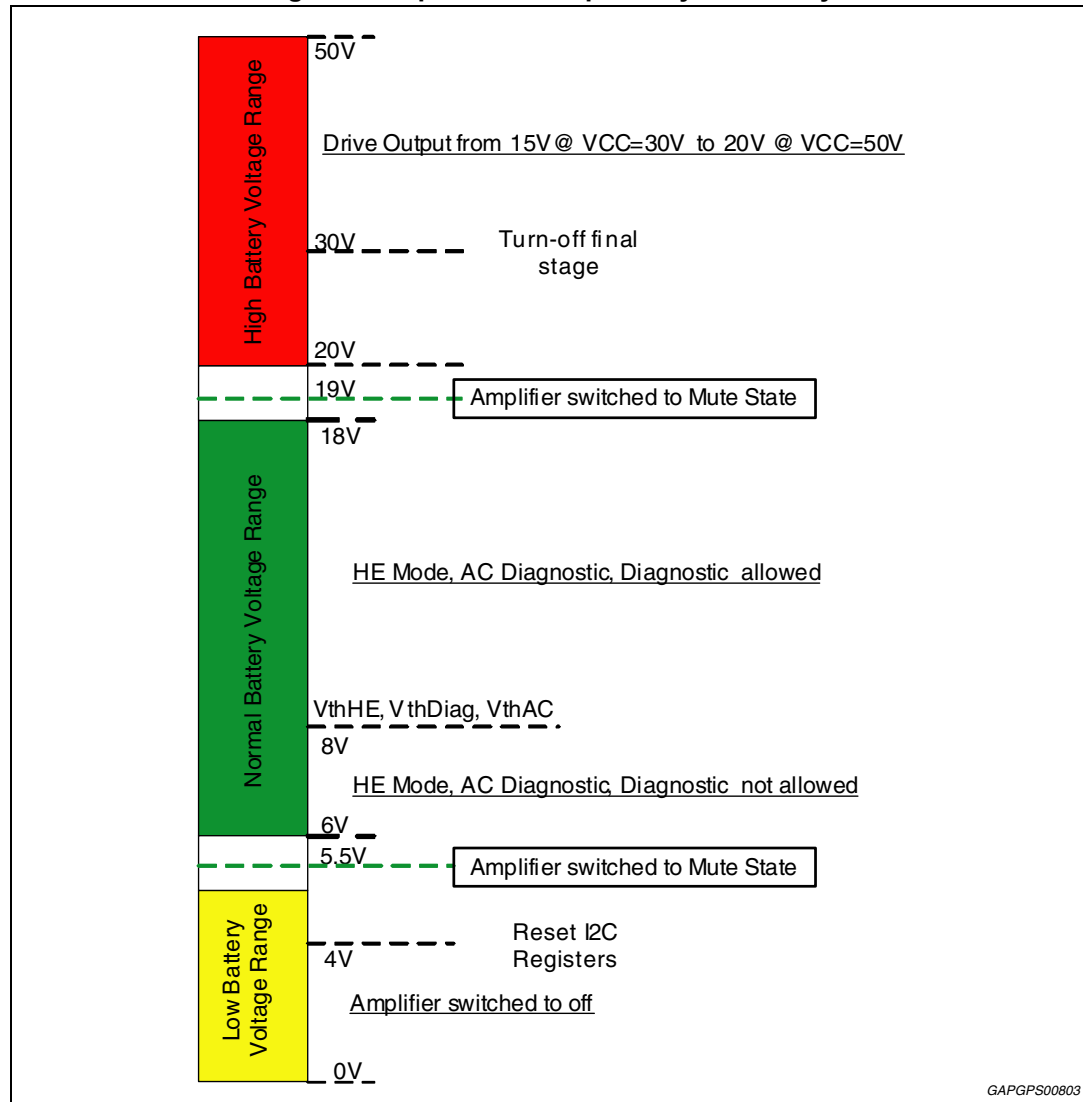 50V
High Battery Voltage Range
Drive Output from 15V @ VCC=30V to 20V @ VCC=50V
30V
Turn-off final
stage
20V
19V
Amplifier switched to Mute State
18V
Normal Battery Voltage Range
HE Mode, AC Diagnostic, Diagnostic allowed
VthHE, VthDiag, VthAC
8V
HE Mode, AC Diagnostic, Diagnostic not allowed
6V
5.5V
Amplifier switched to Mute State
Low Battery
Voltage Range
4V
Reset I2C
Registers
Amplifier switched to off
0V
GAPGPS00803